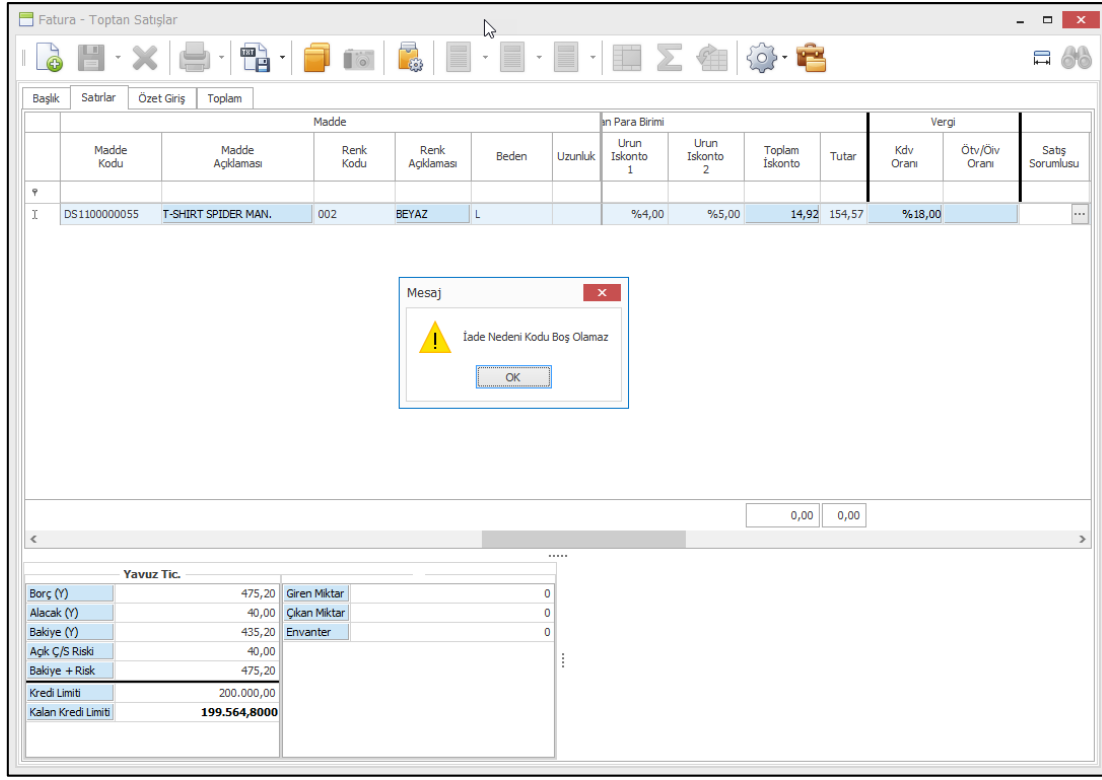 Fatura - Toptan Satışlar
TXT
Başlık Satırlar Özet Giriş Toplam
Madde ın Para Birimi Vergi
Madde Kodu Madde Açıklaması Renk Kodu Renk Açıklaması Beden Uzunluk Urun Iskonto 1 Urun Iskonto 2 Toplam İskonto Tutar Kdv Oranı Ötv/Öiv Oranı Satış Sorumlusu
DS1100000055 T-SHIRT SPIDER MAN. 002 BEYAZ L %4,00 %5,00 14,92 154,57 %18,00 ...
Mesaj
İade Nedeni Kodu Boş Olamaz
OK
0,00 0,00
Yavuz Tic.
Borç (Y) 475,20 Giren Miktar 0
Alacak (Y) 40,00 Çıkan Miktar 0
Bakiye (Y) 435,20 Envanter 0
Açık Ç/S Riski 40,00
Bakiye + Risk 475,20
Kredi Limiti 200.000,00
Kalan Kredi Limiti 199.564,8000